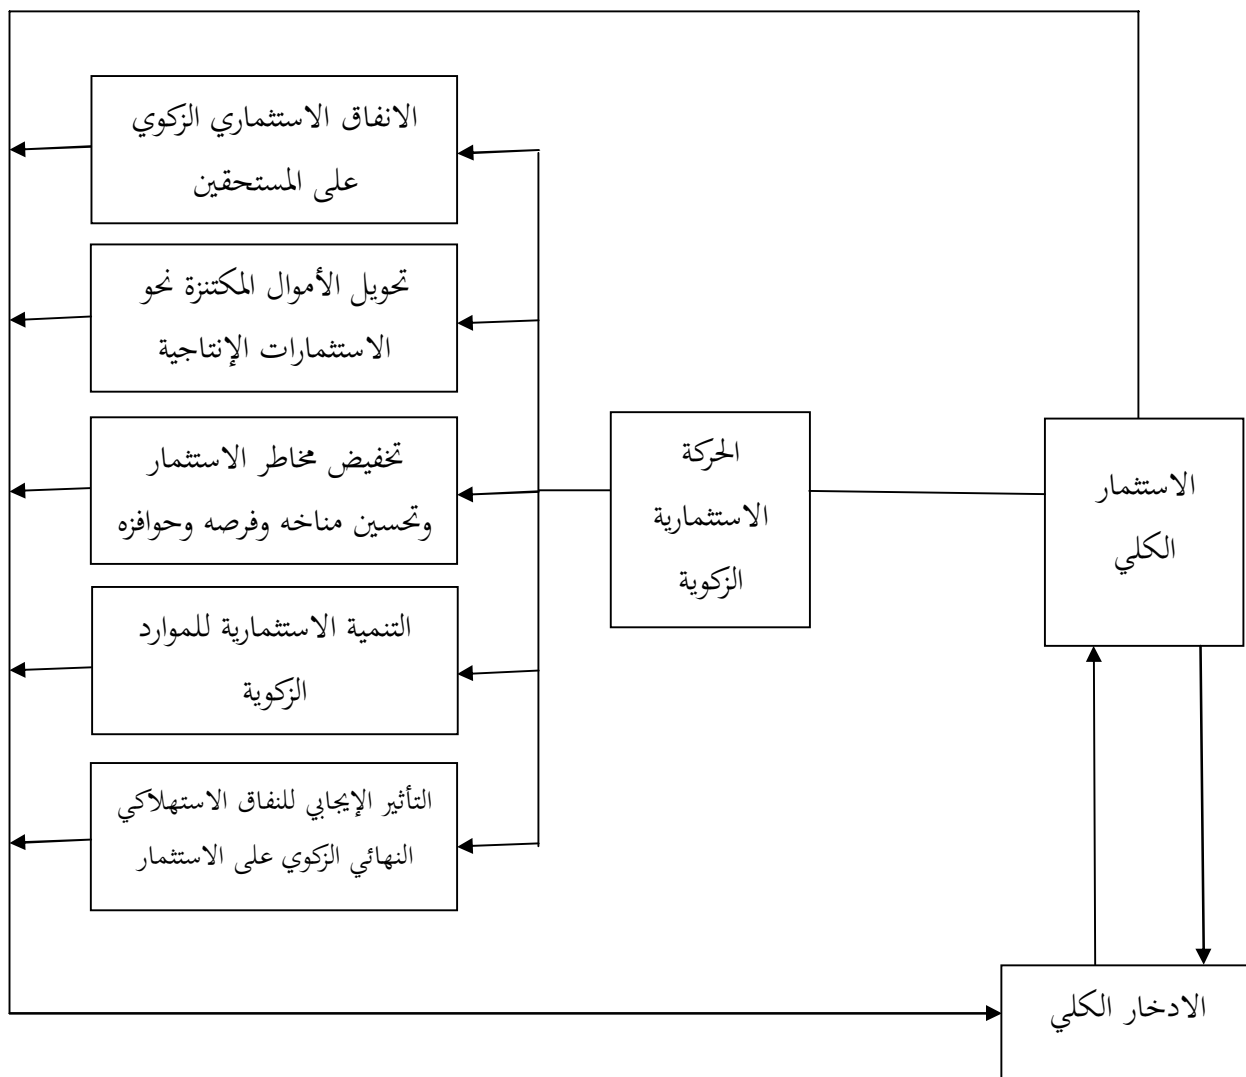 الانفاق الاستثماري الزكوي
على المستحقين
تحويل الأموال المكتنزة نحو
الاستثمارات الإنتاجية
تخفيض مخاطر الاستثمار
وتحسين مناخه وفرصه وحوافزه
التنمية الاستثمارية للموارد
الزكوية
التأثير الإيجابي للنفاق الاستهلاكي
النهائي الزكوي على الاستثمار
الحركة
الاستثمارية
الزكوية
الاستثمار
الكلي
الادخار الكلي